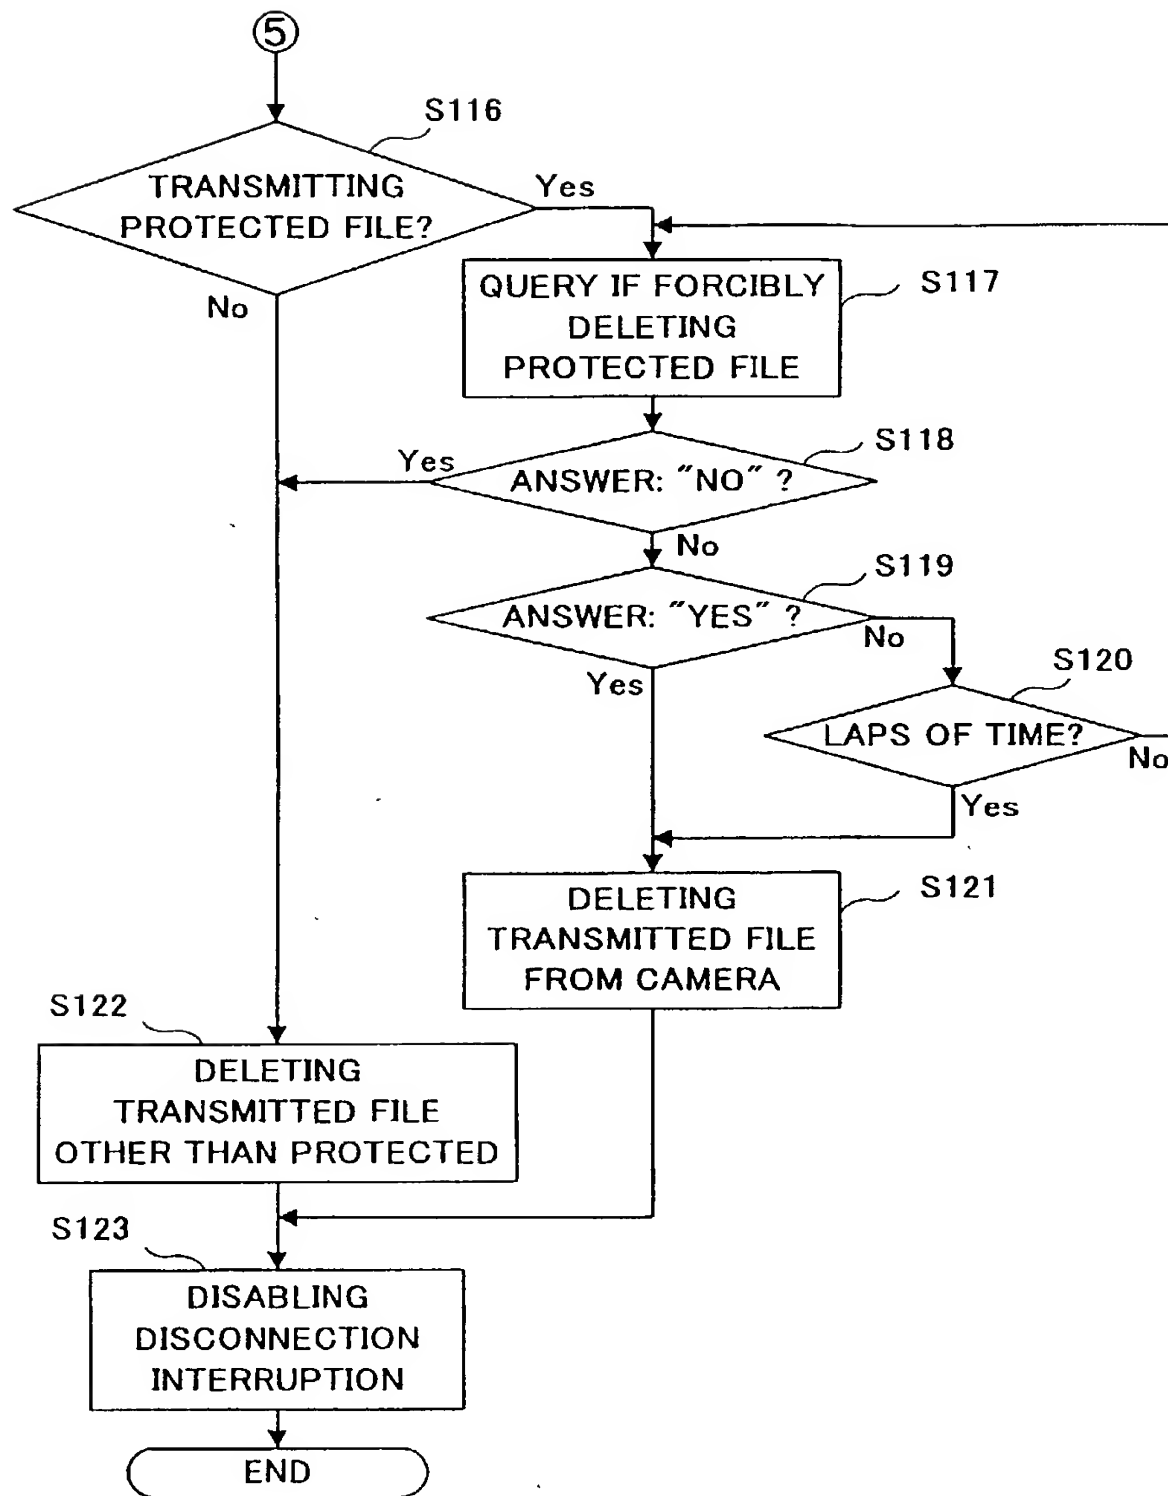 ⑤
S116
TRANSMITTING
PROTECTED FILE?
Yes
No
QUERY IF FORCIBLY
DELETING
PROTECTED FILE
S117
S118
Yes
ANSWER: "NO" ?
No
S119
ANSWER: "YES" ?
No
Yes
S120
LAPS OF TIME?
No
Yes
DELETING
TRANSMITTED FILE
FROM CAMERA
S121
S122
DELETING
TRANSMITTED FILE
OTHER THAN PROTECTED
S123
DISABLING
DISCONNECTION
INTERRUPTION
END